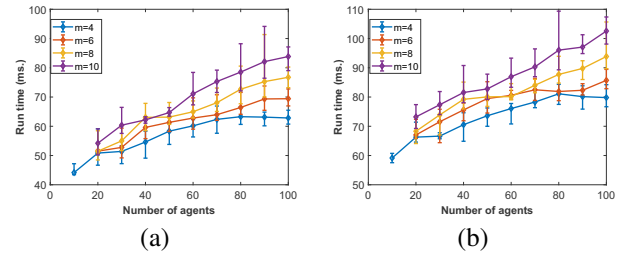 100
90
80
70
60
50
40
0 20 40 60 80 100
Run time (ms.)
Number of agents
m=4
m=6
m=8
m=10
(a)
110
100
90
80
70
60
50
0 20 40 60 80 100
Run time (ms.)
Number of agents
m=4
m=6
m=8
m=10
(b)